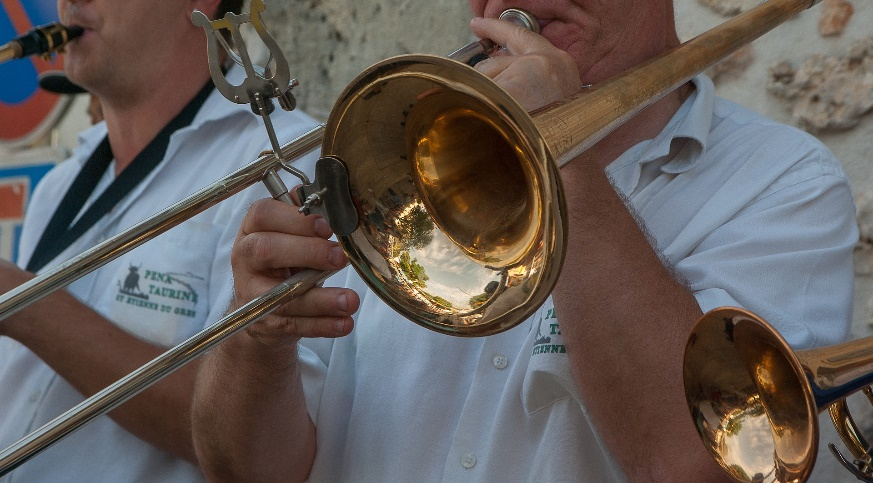 PENA
TAURINE
ST ETIENNE DU GRES